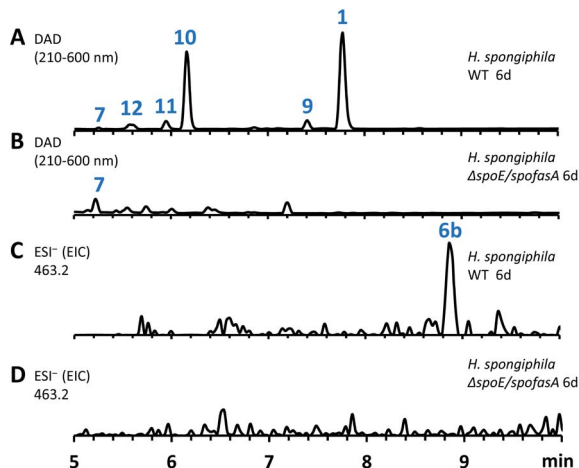 A DAD
(210-600 nm)
7 12 11 10 9 1
H. spongiphila
WT 6d
B DAD
(210-600 nm)
7
H. spongiphila
ΔspoE/spofasA 6d
C ESI⁻ (EIC)
463.2
6b
H. spongiphila
WT 6d
D ESI⁻ (EIC)
463.2
H. spongiphila
ΔspoE/spofasA 6d
5 6 7 8 9 min